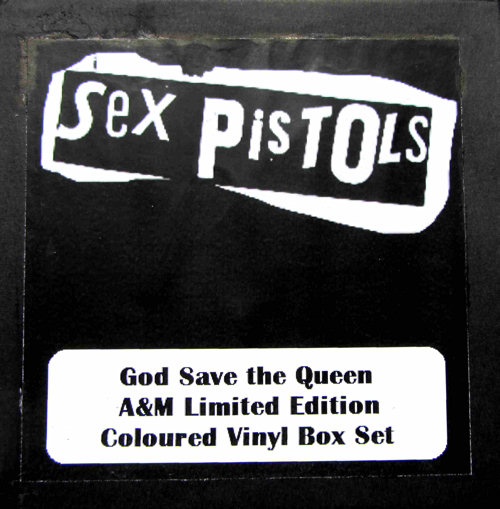 Sex PisTOLS
God Save the Queen
A&M Limited Edition
Coloured Vinyl Box Set